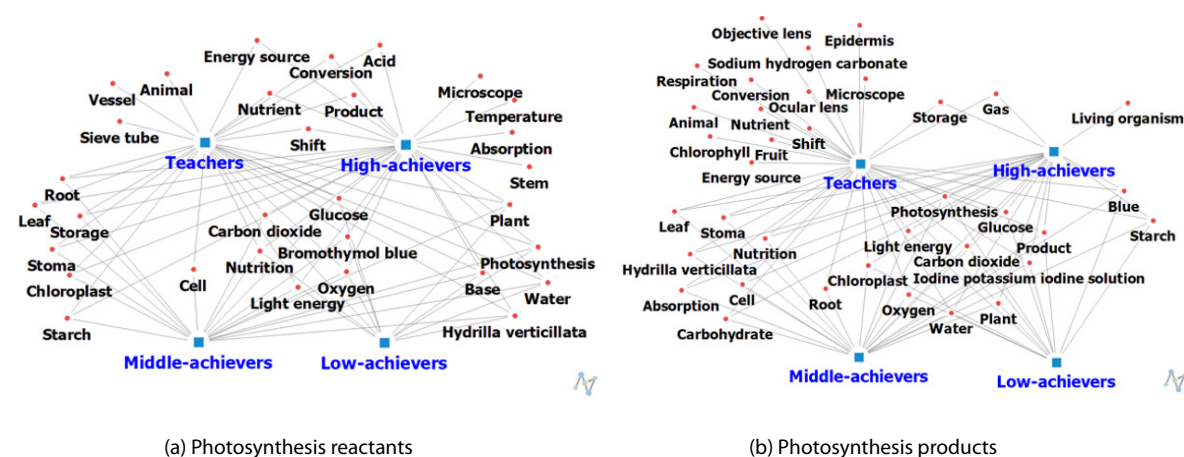 Energy source
Acid
Conversion
Animal
Vessel
Nutrient
Product
Microscope
Temperature
Sieve tube
Shift
Absorption
Teachers
High-achievers
Stem
Root
Leaf
Storage
Glucose
Plant
Carbon dioxide
Bromothymol blue
Stoma
Nutrition
Photosynthesis
Chloroplast
Cell
Oxygen
Base
Water
Light energy
Starch
Hydrilla verticillata
Middle-achievers
Low-achievers
(a) Photosynthesis reactants
Objective lens
Epidermis
Sodium hydrogen carbonate
Respiration
Conversion
Microscope
Ocular lens
Gas
Storage
Living organism
Animal
Nutrient
Shift
Chlorophyll
Fruit
Energy source
Teachers
High-achievers
Photosynthesis
Blue
Leaf
Stoma
Glucose
Starch
Nutrition
Light energy
Product
Carbon dioxide
Hydrilla verticillata
Chloroplast
Iodine potassium iodine solution
Absorption
Cell
Root
Oxygen
Plant
Carbohydrate
Water
Middle-achievers
Low-achievers
(b) Photosynthesis products